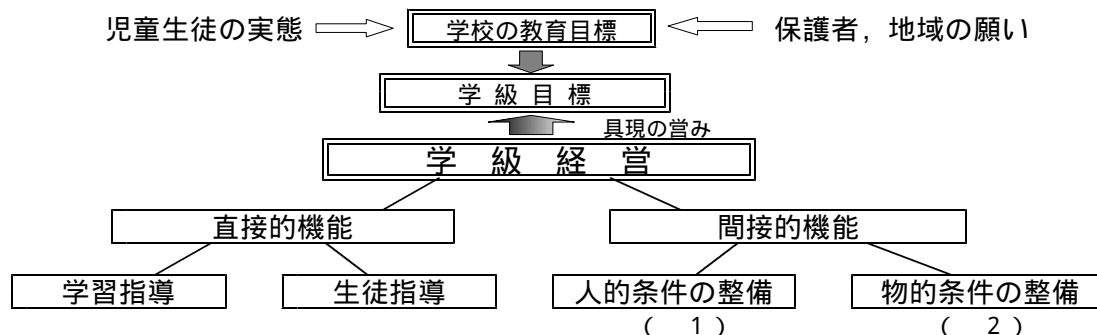 児童生徒の実態 学校の教育目標 保護者，地域の願い
学級目標
具現の営み
学級経営
直接的機能 間接的機能
学習指導 生徒指導 人的条件の整備 物的条件の整備
( 1) ( 2)